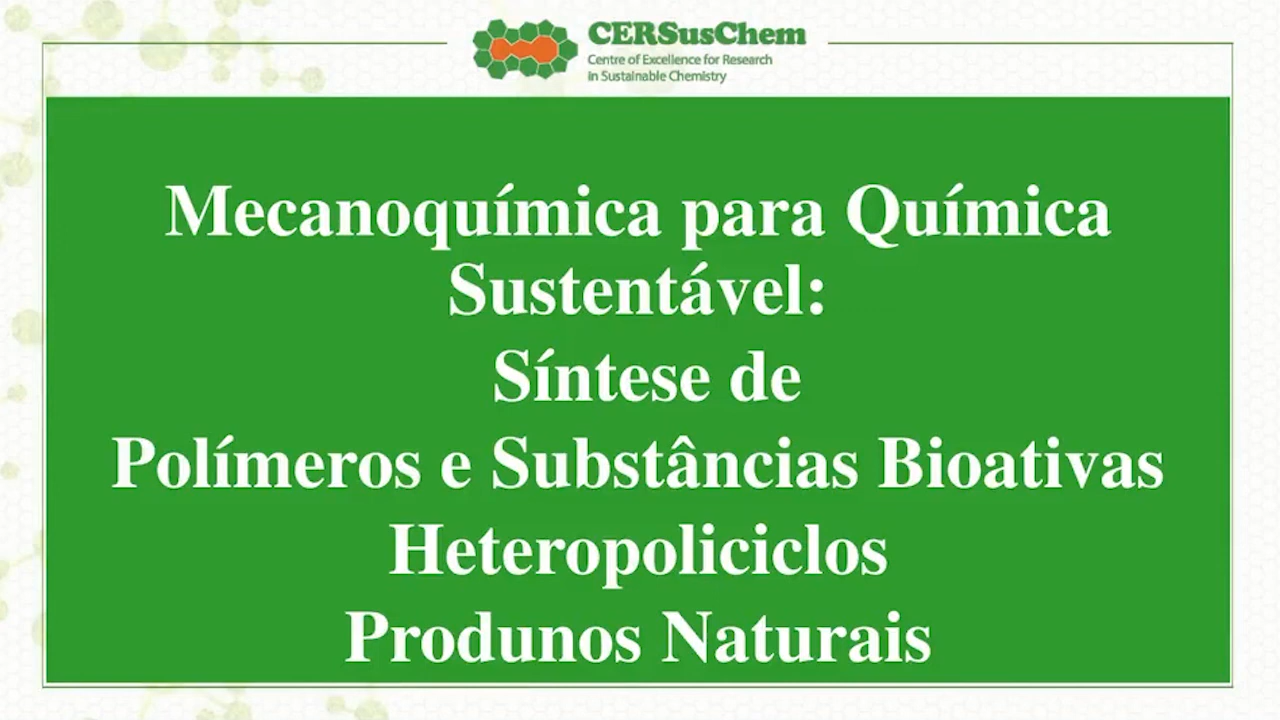 CERSusChem
Centre of Excellence for Research
in Sustainable Chemistry
Mecanoquímica para Química
Sustentável:
Síntese de
Polímeros e Substâncias Bioativas
Heteropoliciclos
Produnos Naturais